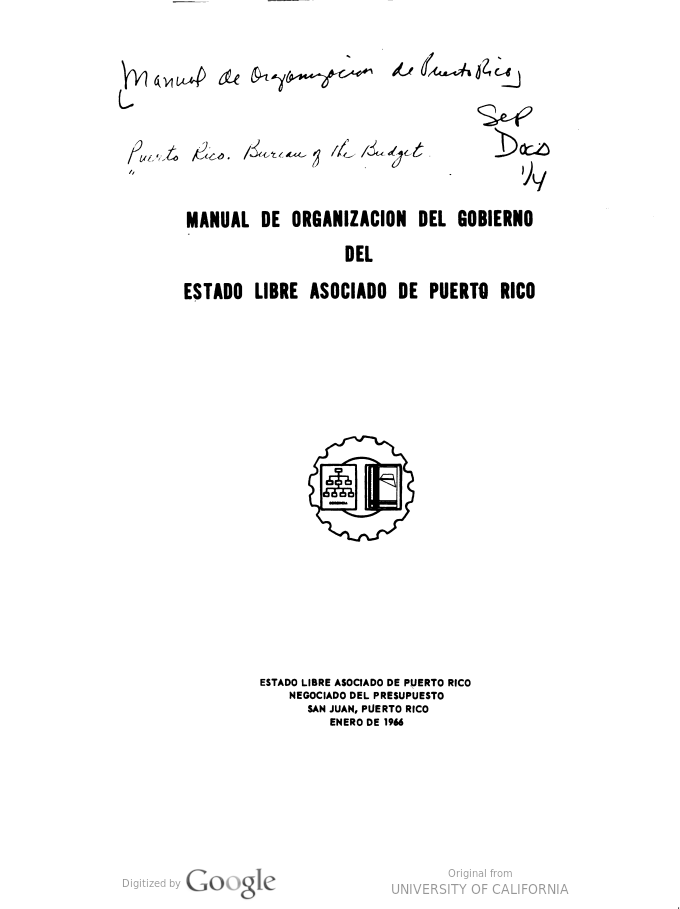 [Manual de Organización de Puerto Rico]
Sep
Puerto Rico. Bureau of the Budget.
Docs
1/4
MANUAL DE ORGANIZACION DEL GOBIERNO
DEL
ESTADO LIBRE ASOCIADO DE PUERTO RICO
ESTADO LIBRE ASOCIADO DE PUERTO RICO
NEGOCIADO DEL PRESUPUESTO
SAN JUAN, PUERTO RICO
ENERO DE 1966
Digitized by Google
Original from
UNIVERSITY OF CALIFORNIA